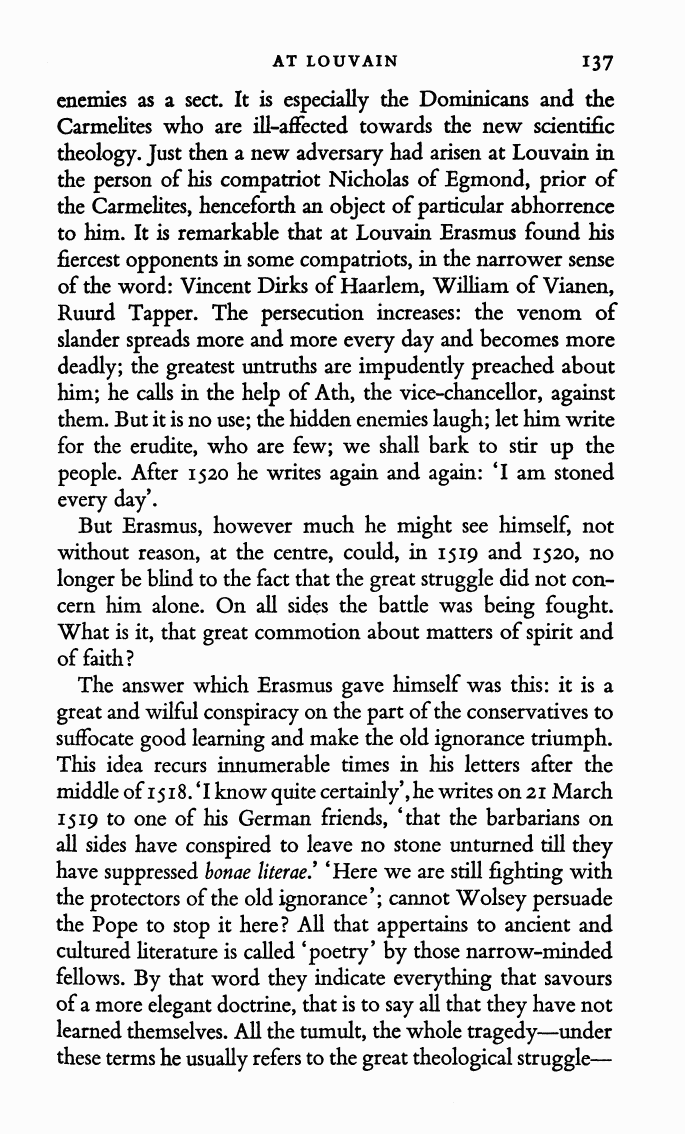 AT LOUVAIN 137
enemies as a sect. It is especially the Dominicans and the
Carmelites who are ill-affected towards the new scientific
theology. Just then a new adversary had arisen at Louvain in
the person of his compatriot Nicholas of Egmond, prior of
the Carmelites, henceforth an object of particular abhorrence
to him. It is remarkable that at Louvain Erasmus found his
fiercest opponents in some compatriots, in the narrower sense
of the word: Vincent Dirks of Haarlem, William of Vianen,
Ruurd Tapper. The persecution increases: the venom of
slander spreads more and more every day and becomes more
deadly; the greatest untruths are impudently preached about
him; he calls in the help of Ath, the vice-chancellor, against
them. But it is no use; the hidden enemies laugh; let him write
for the erudite, who are few; we shall bark to stir up the
people. After 1520 he writes again and again: ‘I am stoned
every day’.
But Erasmus, however much he might see himself, not
without reason, at the centre, could, in 1519 and 1520, no
longer be blind to the fact that the great struggle did not con-
cern him alone. On all sides the battle was being fought.
What is it, that great commotion about matters of spirit and
of faith?
The answer which Erasmus gave himself was this: it is a
great and wilful conspiracy on the part of the conservatives to
suffocate good learning and make the old ignorance triumph.
This idea recurs innumerable times in his letters after the
middle of 1518. ‘I know quite certainly’, he writes on 21 March
1519 to one of his German friends, ‘that the barbarians on
all sides have conspired to leave no stone unturned till they
have suppressed bonae literae.’ ‘Here we are still fighting with
the protectors of the old ignorance’; cannot Wolsey persuade
the Pope to stop it here? All that appertains to ancient and
cultured literature is called ‘poetry’ by those narrow-minded
fellows. By that word they indicate everything that savours
of a more elegant doctrine, that is to say all that they have not
learned themselves. All the tumult, the whole tragedy—under
these terms he usually refers to the great theological struggle—